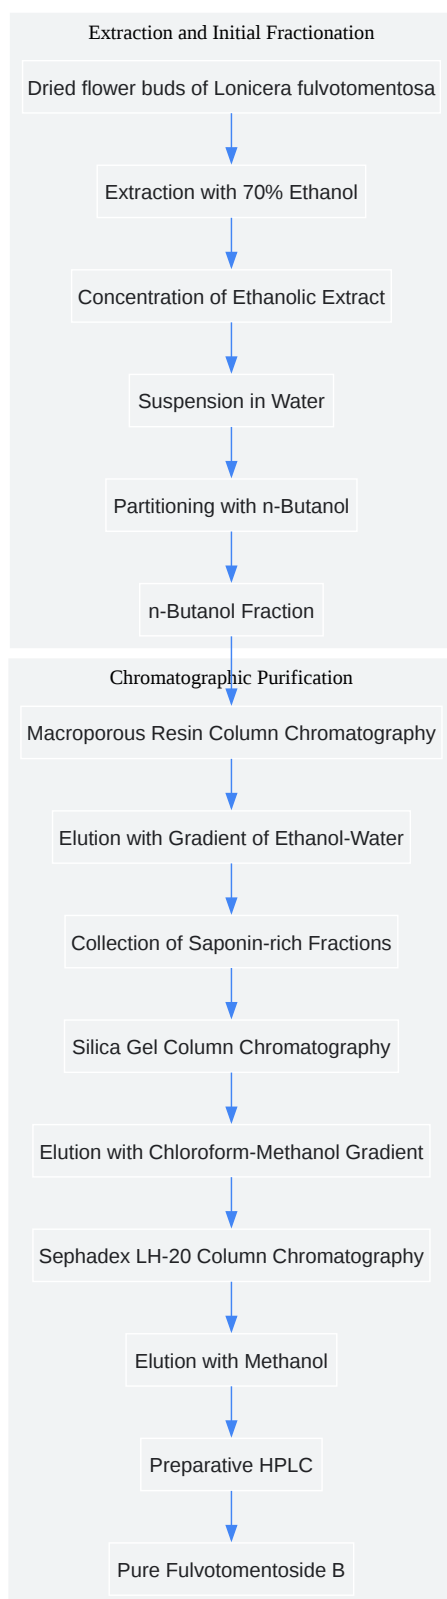 Extraction and Initial Fractionation
Dried flower buds of Lonicera fulvotomentosa
Extraction with 70% Ethanol
Concentration of Ethanolic Extract
Suspension in Water
Partitioning with n-Butanol
n-Butanol Fraction
Chromatographic Purification
Macroporous Resin Column Chromatography
Elution with Gradient of Ethanol-Water
Collection of Saponin-rich Fractions
Silica Gel Column Chromatography
Elution with Chloroform-Methanol Gradient
Sephadex LH-20 Column Chromatography
Elution with Methanol
Preparative HPLC
Pure Fulvotomentoside B